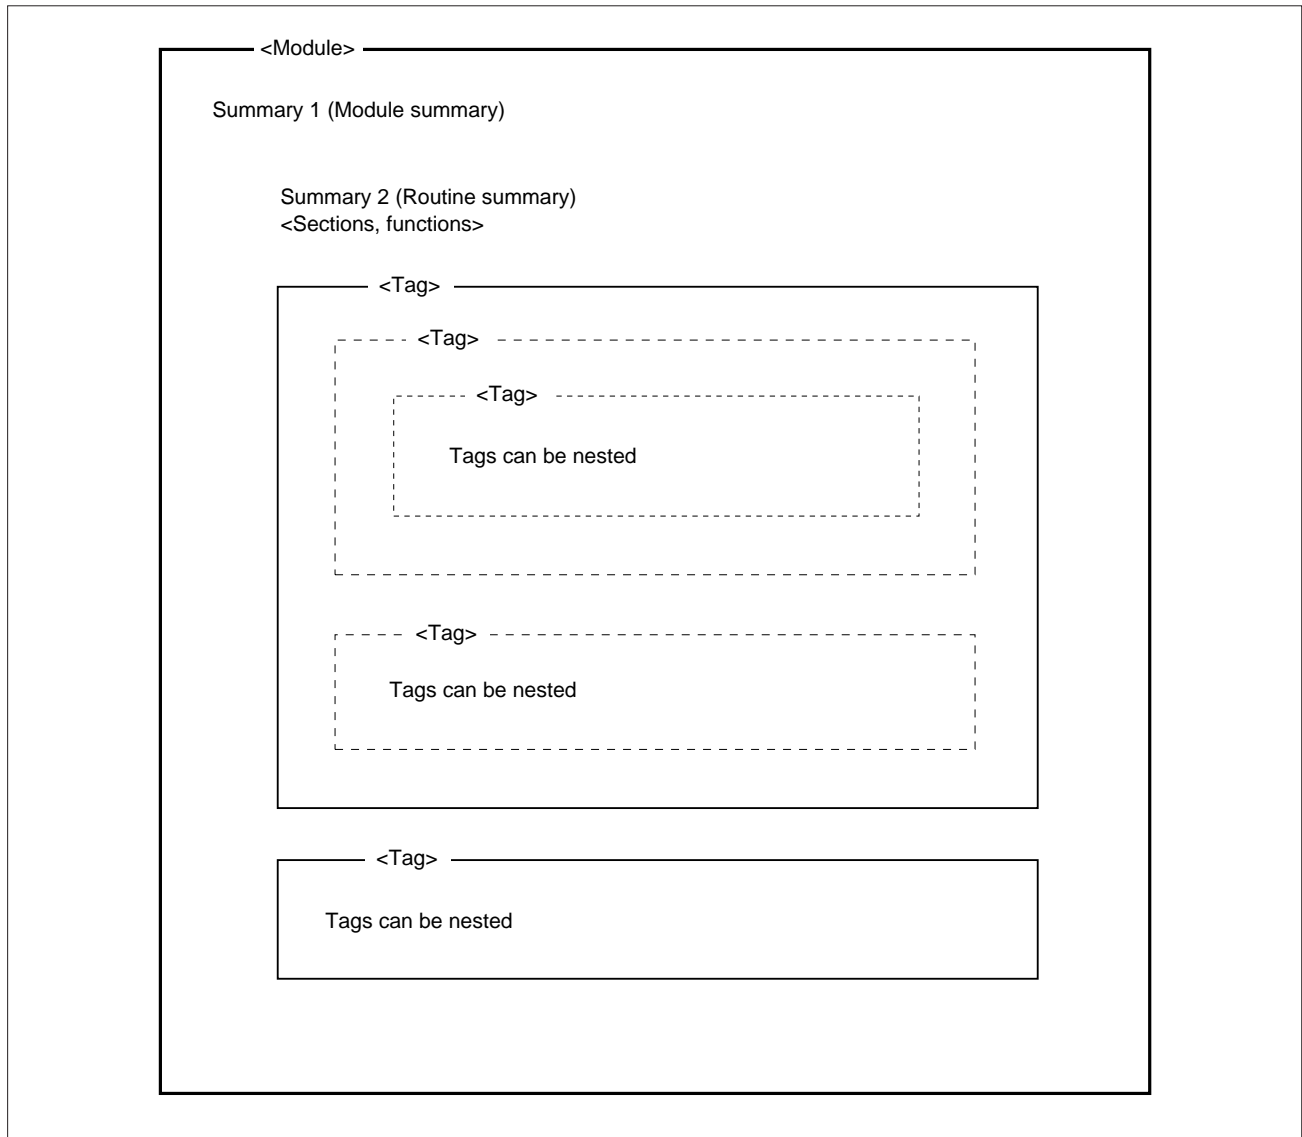 <Module>
Summary 1 (Module summary)
Summary 2 (Routine summary)
<Sections, functions>
<Tag>
<Tag>
<Tag>
Tags can be nested
<Tag>
Tags can be nested
<Tag>
Tags can be nested